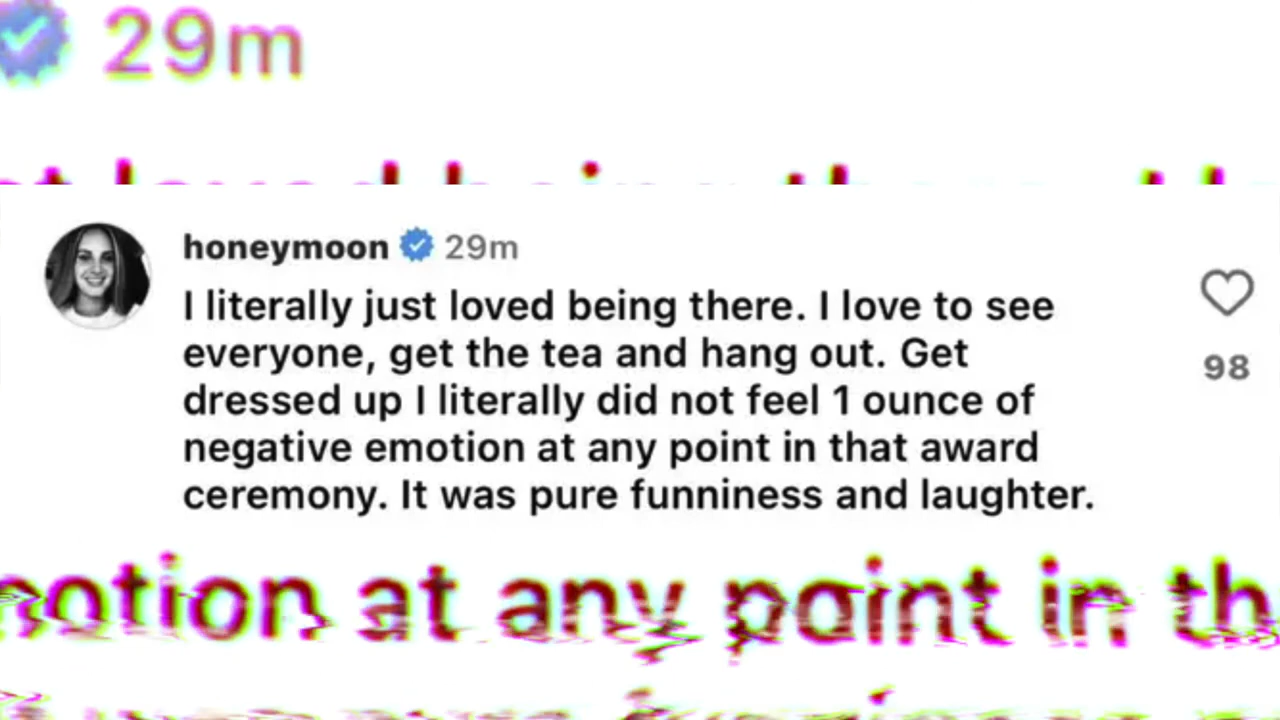 29m
honeymoon 29m
I literally just loved being there. I love to see
everyone, get the tea and hang out. Get
dressed up I literally did not feel 1 ounce of
negative emotion at any point in that award
ceremony. It was pure funniness and laughter.
98
at any point in